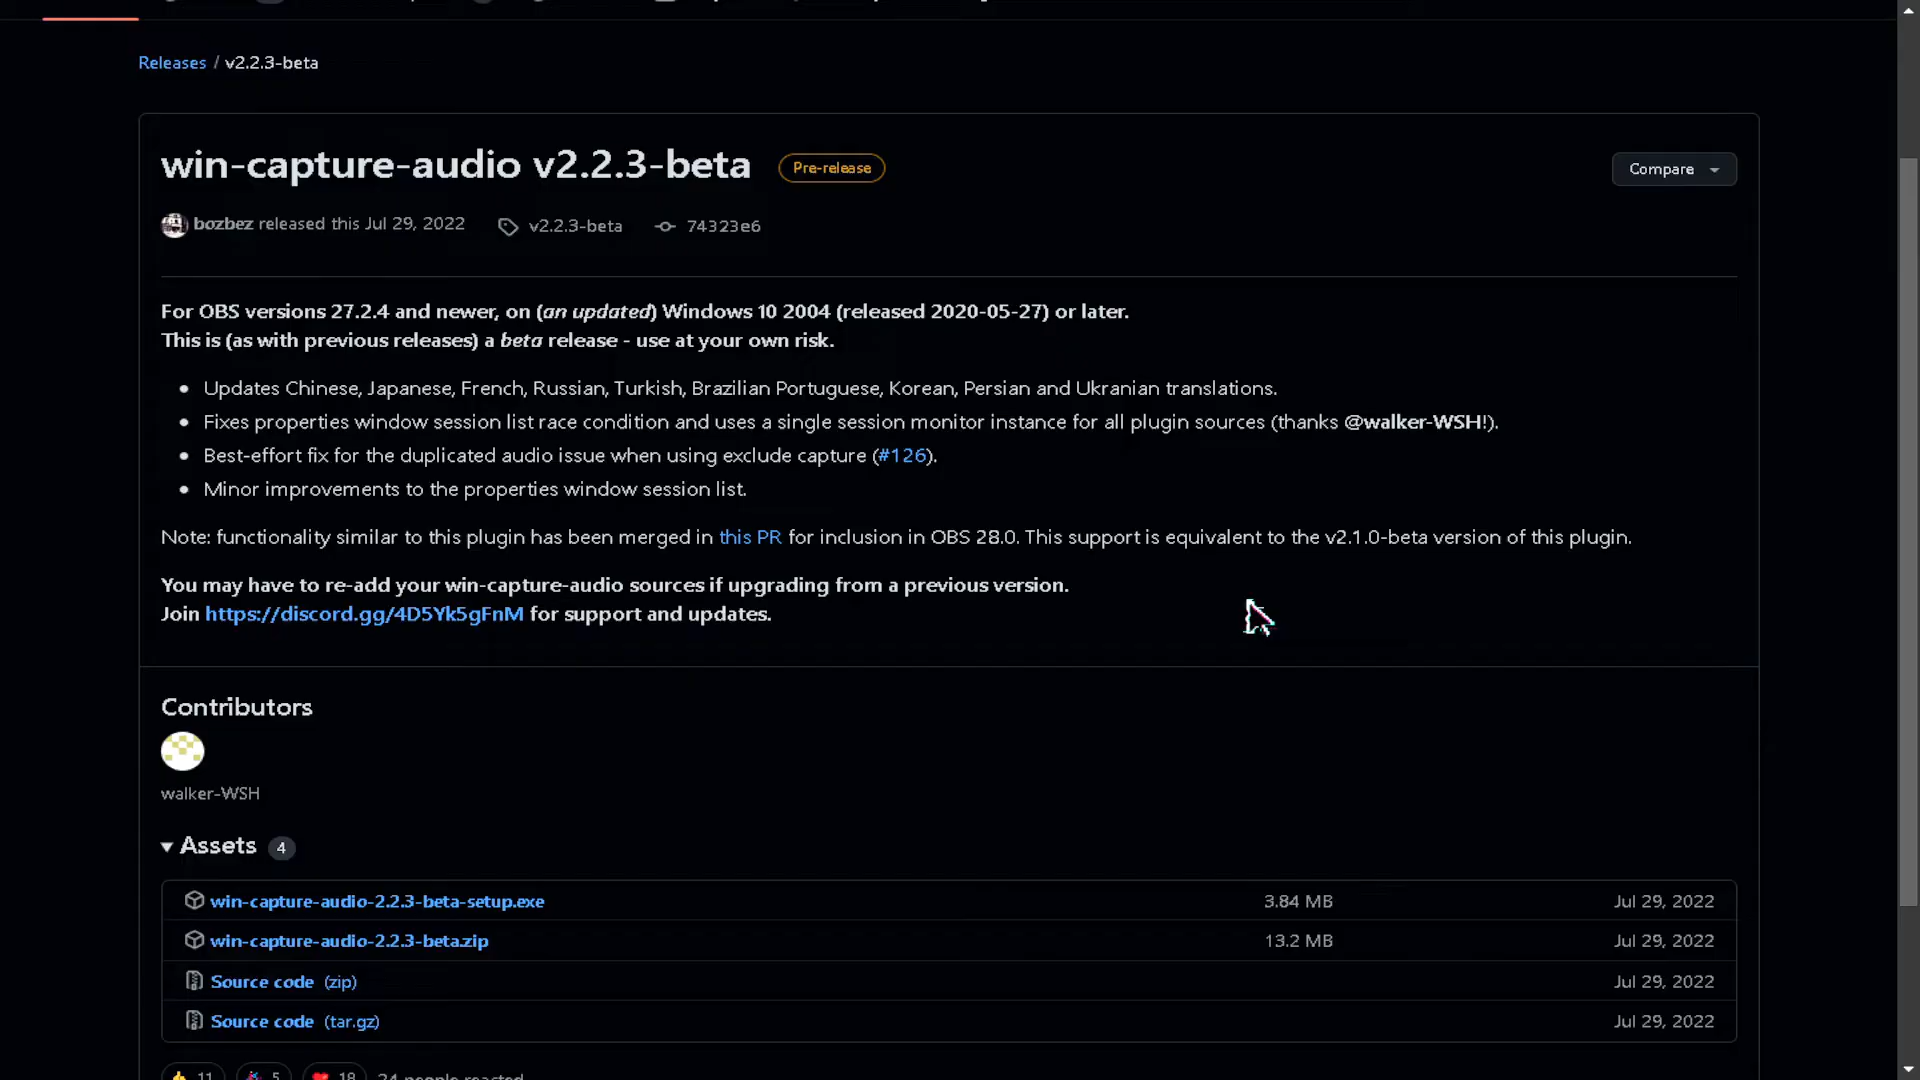 Releases / v2.2.3-beta
win-capture-audio v2.2.3-beta Pre-release Compare
bozbez released this Jul 29, 2022 v2.2.3-beta 74323e6
For OBS versions 27.2.4 and newer, on (an updated) Windows 10 2004 (released 2020-05-27) or later.
This is (as with previous releases) a beta release - use at your own risk.
• Updates Chinese, Japanese, French, Russian, Turkish, Brazilian Portuguese, Korean, Persian and Ukranian translations.
• Fixes properties window session list race condition and uses a single session monitor instance for all plugin sources (thanks @walker-WSH!).
• Best-effort fix for the duplicated audio issue when using exclude capture (#126).
• Minor improvements to the properties window session list.
Note: functionality similar to this plugin has been merged in this PR for inclusion in OBS 28.0. This support is equivalent to the v2.1.0-beta version of this plugin.
You may have to re-add your win-capture-audio sources if upgrading from a previous version.
Join https://discord.gg/4D5Yk5gFnM for support and updates.
Contributors
walker-WSH
Assets 4
win-capture-audio-2.2.3-beta-setup.exe 3.84 MB Jul 29, 2022
win-capture-audio-2.2.3-beta.zip 13.2 MB Jul 29, 2022
Source code (zip) Jul 29, 2022
Source code (tar.gz) Jul 29, 2022
11 5 18 24 people reacted